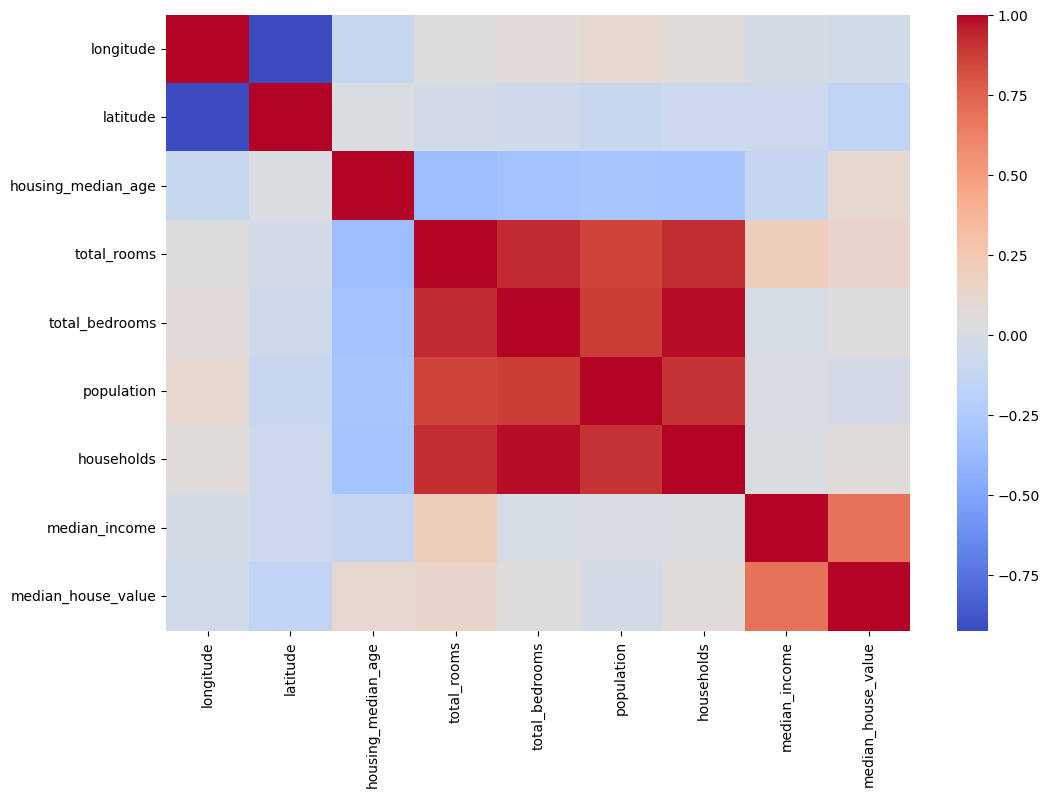 longitude
latitude
housing_median_age
total_rooms
total_bedrooms
population
households
median_income
median_house_value
longitude
latitude
housing_median_age
total_rooms
total_bedrooms
population
households
median_income
median_house_value
1.00
0.75
0.50
0.25
0.00
−0.25
−0.50
−0.75